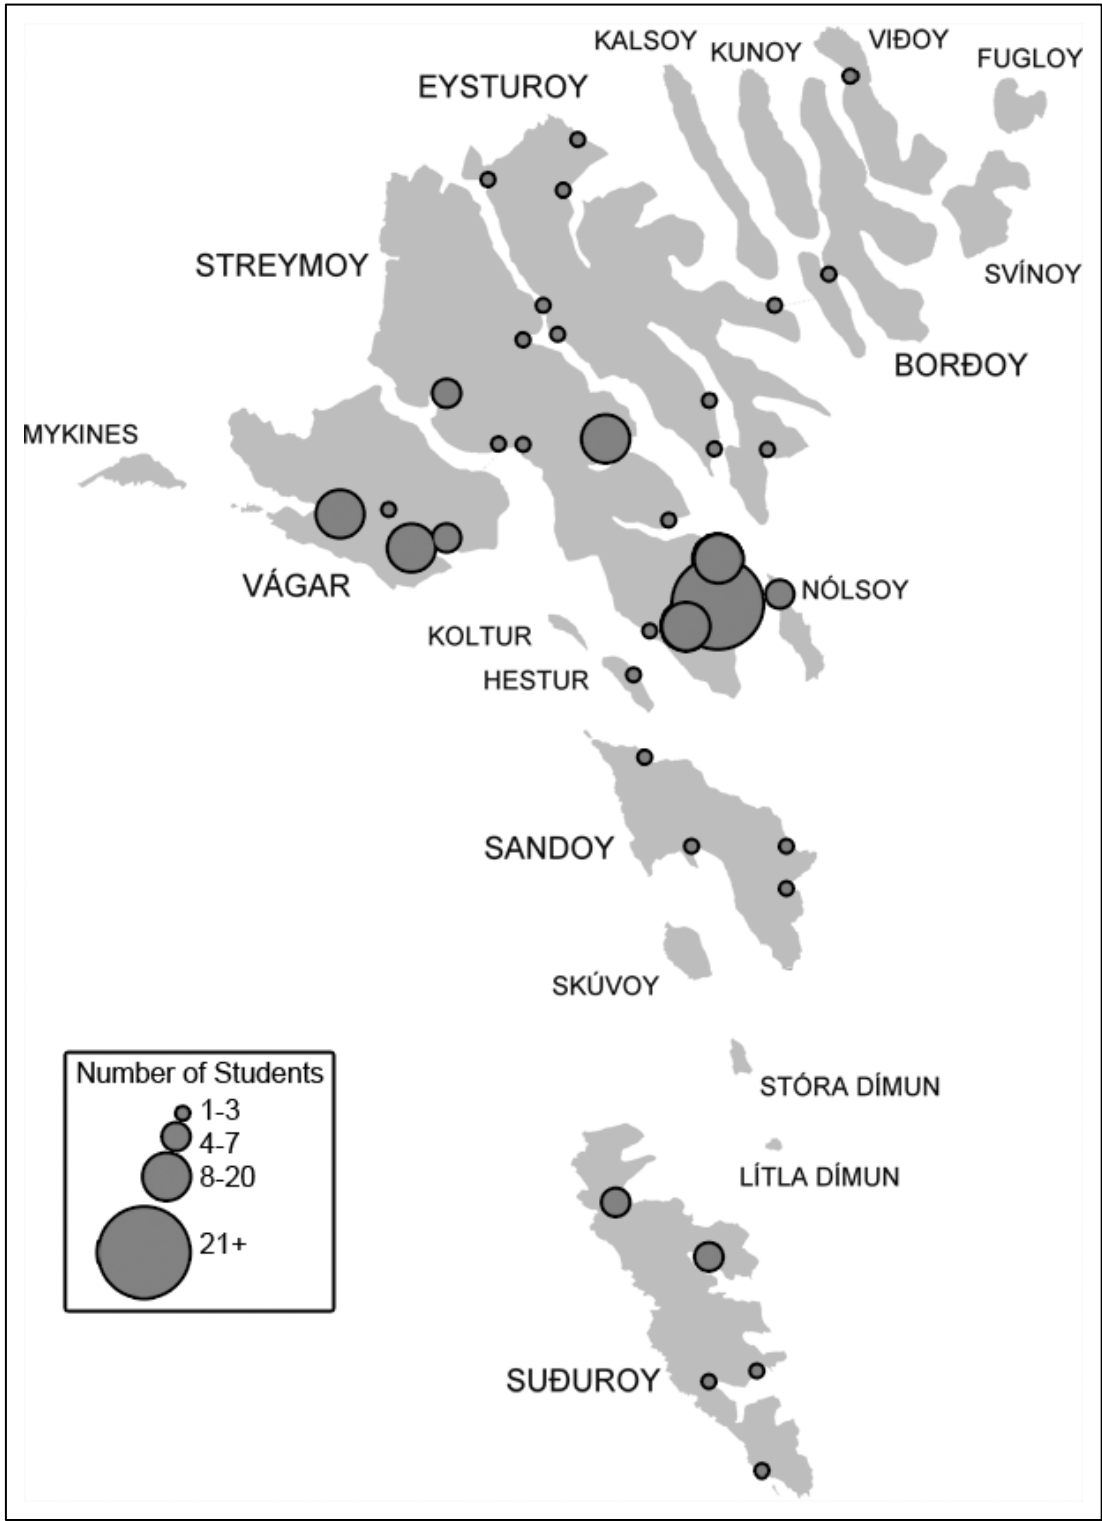 KALSOY
KUNOY
VIÐOY
FUGLOY
EYSTUROY
STREYMOY
SVÍNOY
BORÐOY
MYKINES
VÁGAR
NÓLSOY
KOLTUR
HESTUR
SANDOY
SKÚVOY
STÓRA DÍMUN
LÍTLA DÍMUN
SUÐUROY
Number of Students
1-3
4-7
8-20
21+